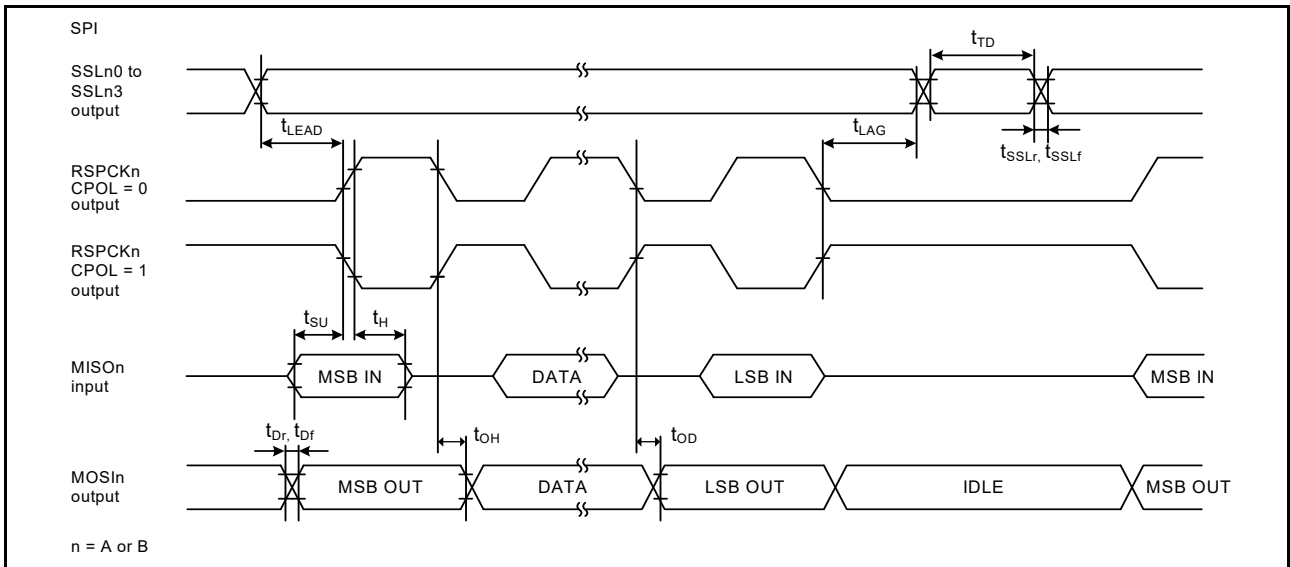 SPI
tTD
SSLn0 to
SSLn3
output
tLEAD
tLAG
tSSLr, tSSLf
RSPCKn
CPOL = 0
output
RSPCKn
CPOL = 1
output
tSU
tH
MISOn
input
MSB IN
DATA
LSB IN
MSB IN
tDr, tDf
tOH
tOD
MOSIn
output
MSB OUT
DATA
LSB OUT
IDLE
MSB OUT
n = A or B